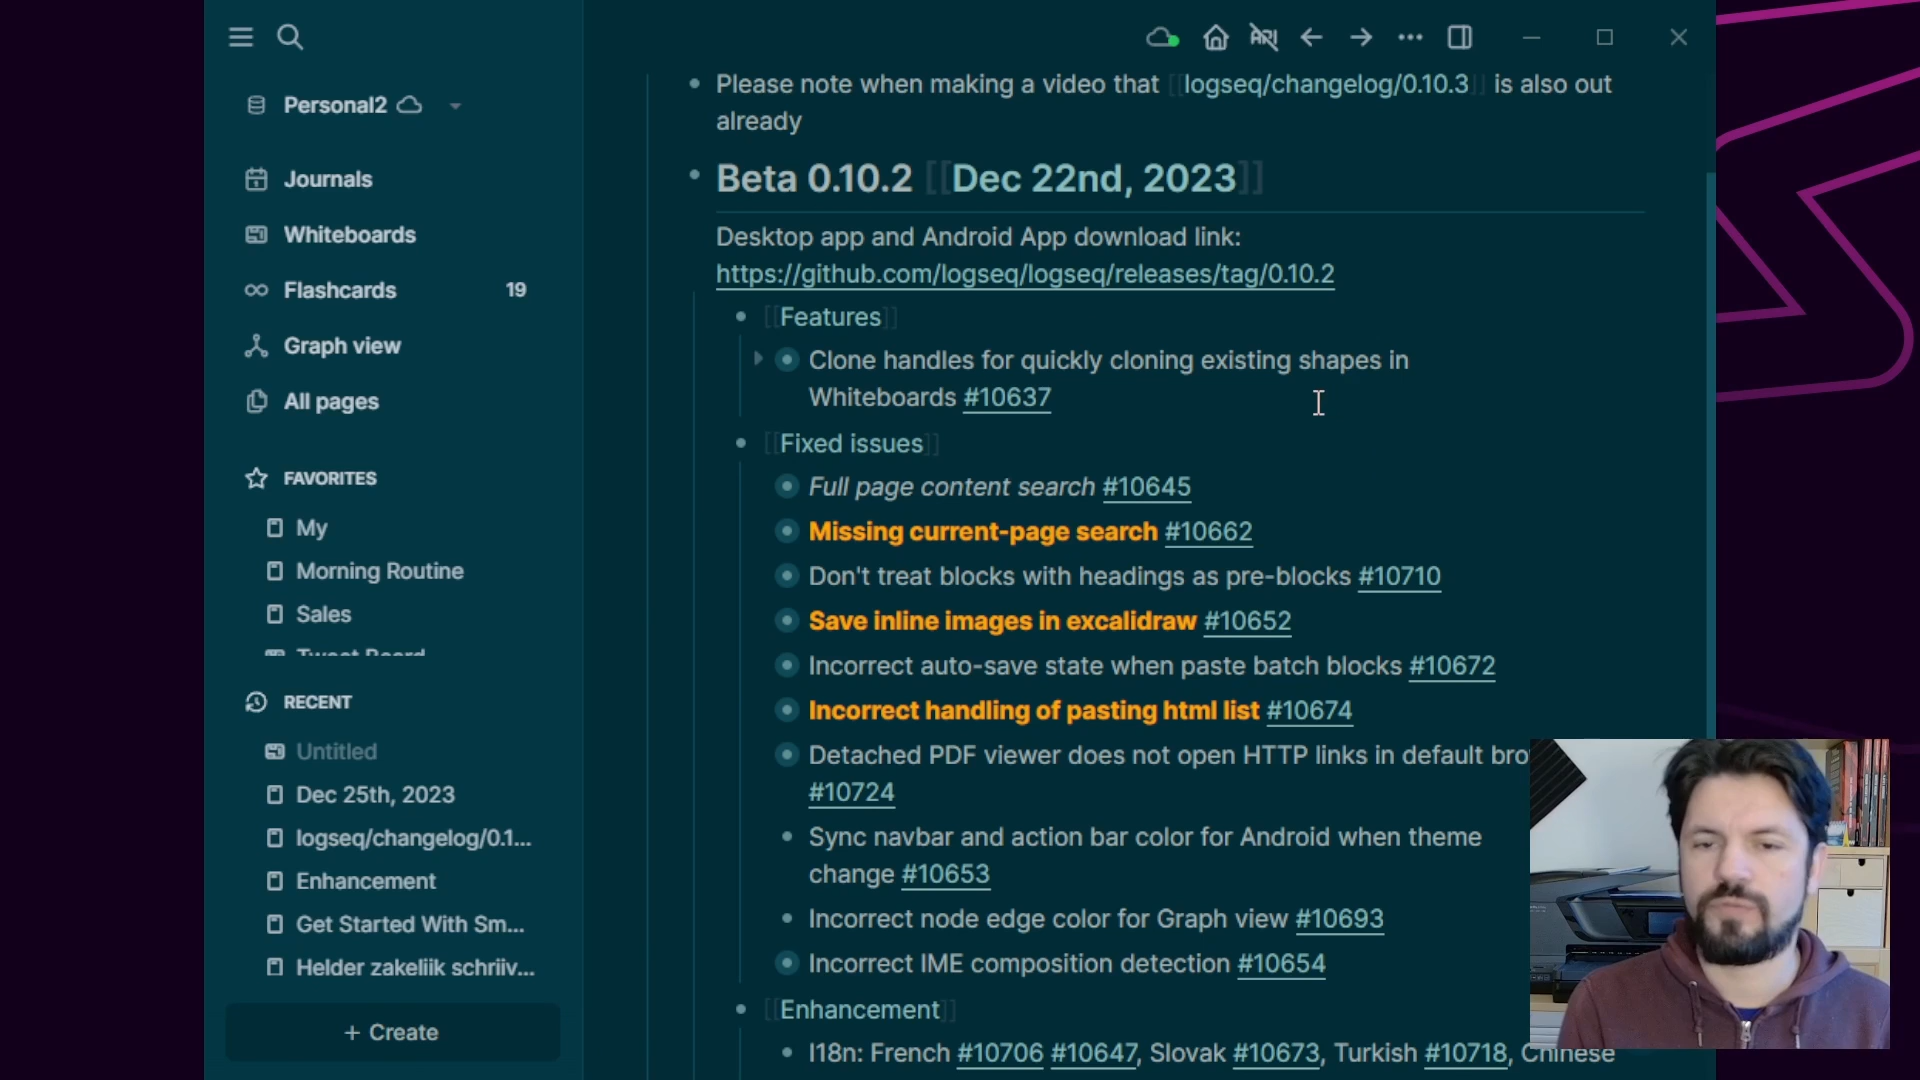 Personal2
Journals
Whiteboards
Flashcards 19
Graph view
All pages
FAVORITES
My
Morning Routine
Sales
Tweet Board
RECENT
Untitled
Dec 25th, 2023
logseq/changelog/0.1...
Enhancement
Get Started With Sm...
Helder zakelijk schrijv...
+ Create
API
Please note when making a video that [[logseq/changelog/0.10.3]] is also out
already
Beta 0.10.2 [[Dec 22nd, 2023]]
Desktop app and Android App download link:
https://github.com/logseq/logseq/releases/tag/0.10.2
[[Features]]
Clone handles for quickly cloning existing shapes in
Whiteboards #10637
[[Fixed issues]]
Full page content search #10645
Missing current-page search #10662
Don't treat blocks with headings as pre-blocks #10710
Save inline images in excalidraw #10652
Incorrect auto-save state when paste batch blocks #10672
Incorrect handling of pasting html list #10674
Detached PDF viewer does not open HTTP links in default bro
#10724
Sync navbar and action bar color for Android when theme
change #10653
Incorrect node edge color for Graph view #10693
Incorrect IME composition detection #10654
[[Enhancement]]
I18n: French #10706 #10647, Slovak #10673, Turkish #10718, Chinese